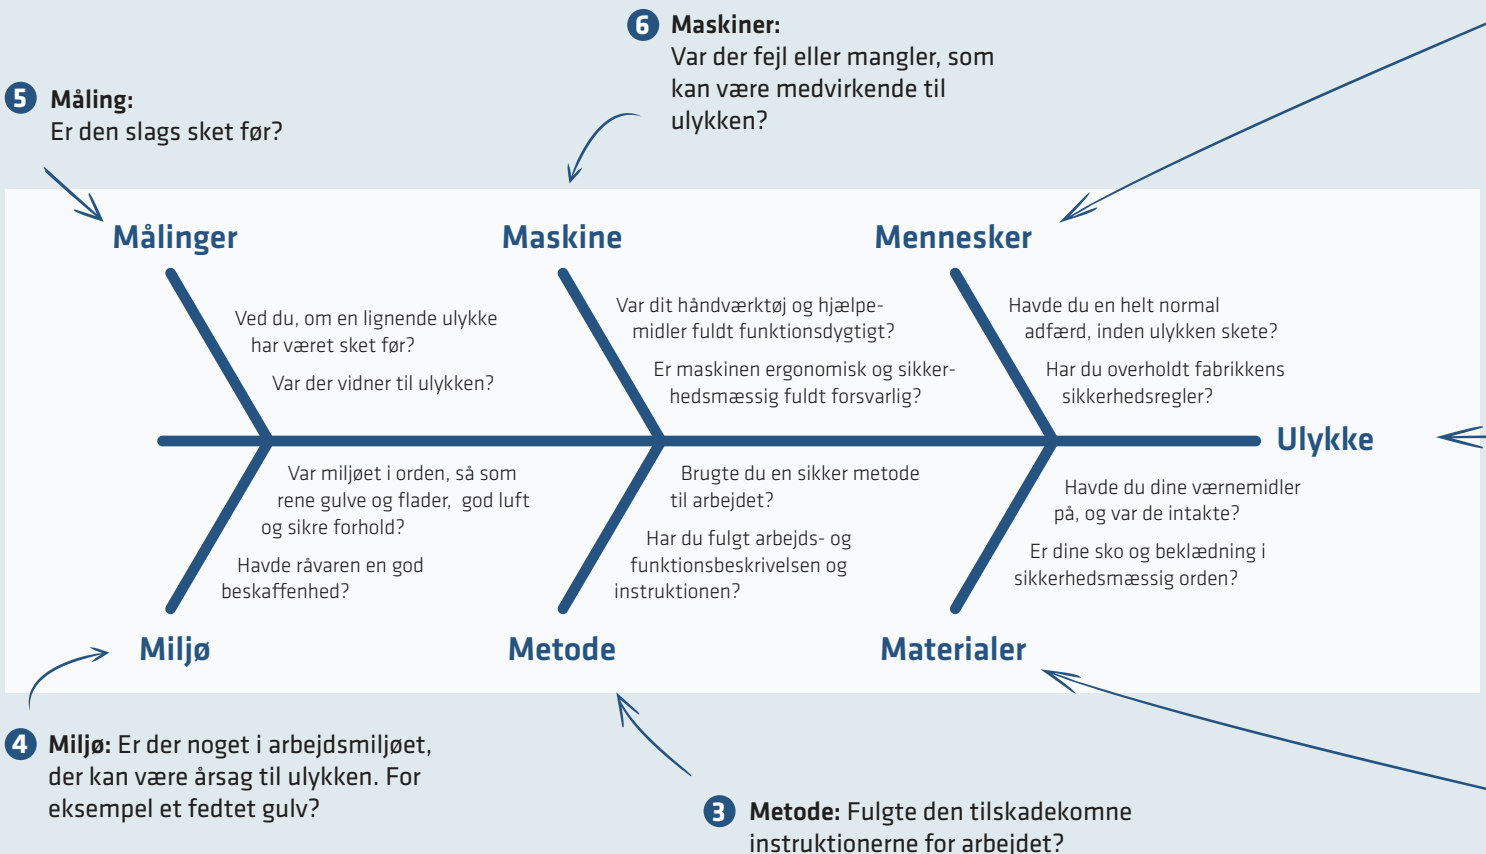 6 Maskiner:
Var der fejl eller mangler, som
kan være medvirkende til
ulykken?
5 Måling:
Er den slags sket før?
Målinger
Ved du, om en lignende ulykke
har været sket før?
Var der vidner til ulykken?
Maskine
Var dit håndværktøj og hjælpe-
midler fuldt funktionsdygtigt?
Er maskinen ergonomisk og sikker-
hedsmæssig fuldt forsvarlig?
Mennesker
Havde du en helt normal
adfærd, inden ulykken skete?
Har du overholdt fabrikkens
sikkerhedsregler?
Ulykke
Var miljøet i orden, så som
rene gulve og flader, god luft
og sikre forhold?
Havde råvaren en god
beskaffenhed?
Miljø
Brugte du en sikker metode
til arbejdet?
Har du fulgt arbejds- og
funktionsbeskrivelsen og
instruktionen?
Metode
Havde du dine værnemidler
på, og var de intakte?
Er dine sko og beklædning i
sikkerhedsmæssig orden?
Materialer
4 Miljø: Er der noget i arbejdsmiljøet,
der kan være årsag til ulykken. For
eksempel et fedtet gulv?
3 Metode: Fulgte den tilskadekomne
instruktionerne for arbejdet?